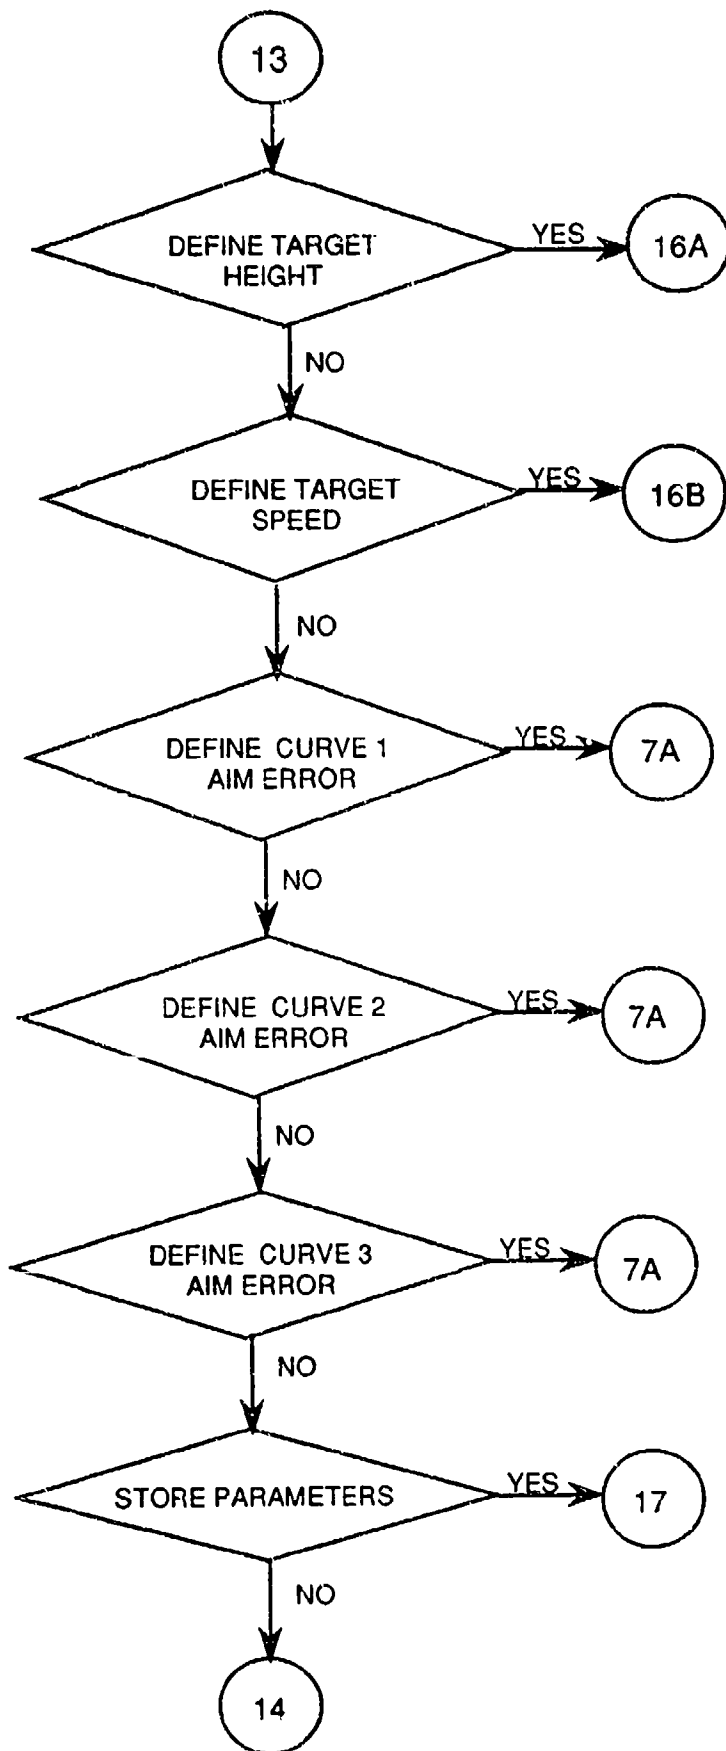 13
DEFINE TARGET
HEIGHT
YES
16A
NO
DEFINE TARGET
SPEED
YES
16B
NO
DEFINE CURVE 1
AIM ERROR
YES
7A
NO
DEFINE CURVE 2
AIM ERROR
YES
7A
NO
DEFINE CURVE 3
AIM ERROR
YES
7A
NO
STORE PARAMETERS
YES
17
NO
14